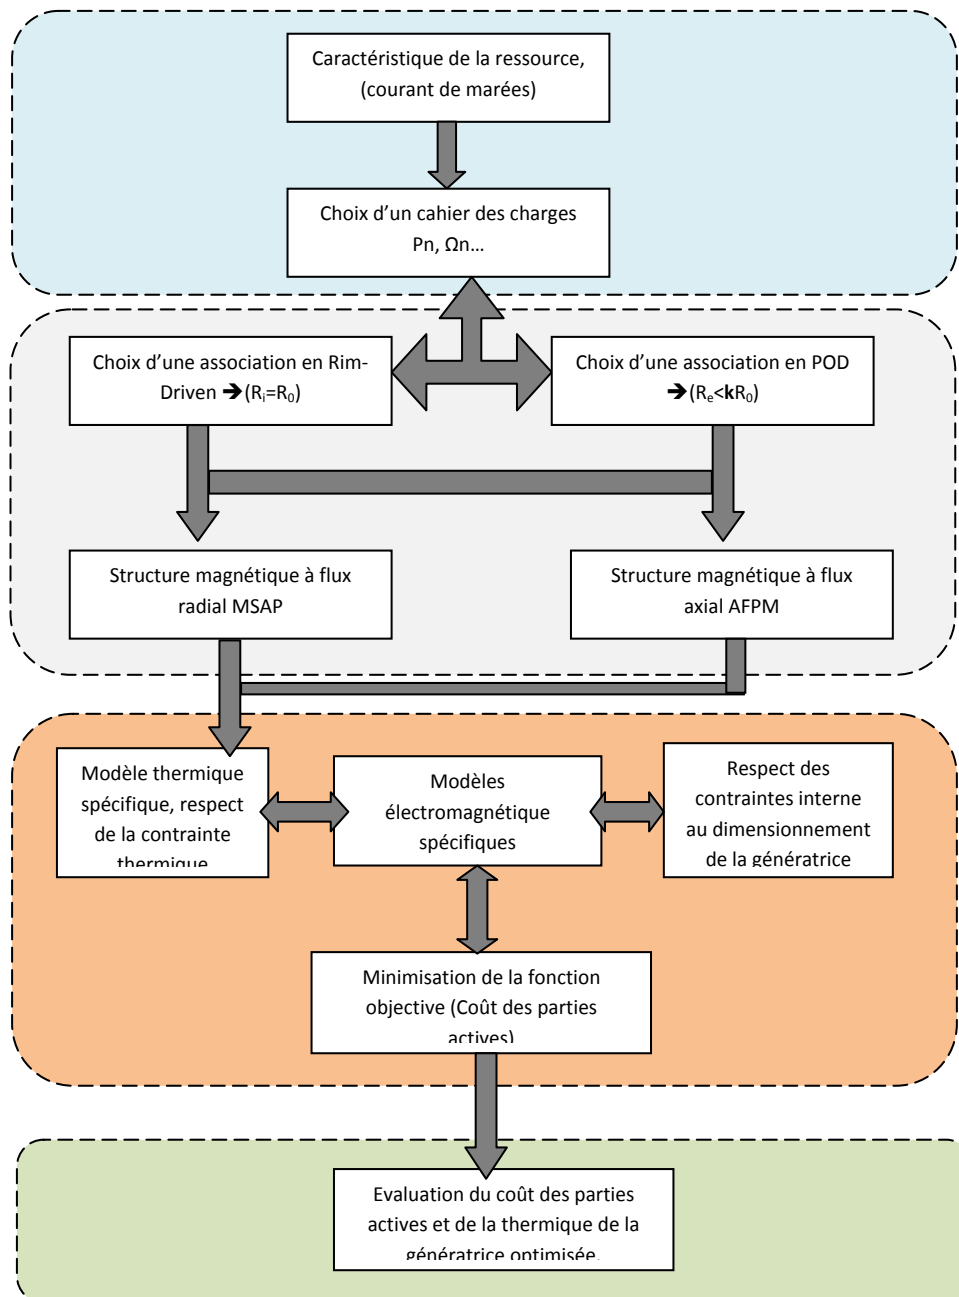 Caractéristique de la ressource,
(courant de marées)
Choix d'un cahier des charges
Pn, Ωn…
Choix d'une association en Rim-
Driven ➔(Ri=R0)
Choix d'une association en POD
➔(Re<kR0)
Structure magnétique à flux
radial MSAP
Structure magnétique à flux
axial AFPM
Modèle thermique
spécifique, respect
de la contrainte
thermique
Modèles
électromagnétique
spécifiques
Respect des
contraintes interne
au dimensionnement
de la génératrice
Minimisation de la fonction
objective (Coût des parties
actives)
Evaluation du coût des parties
actives et de la thermique de la
génératrice optimisée.